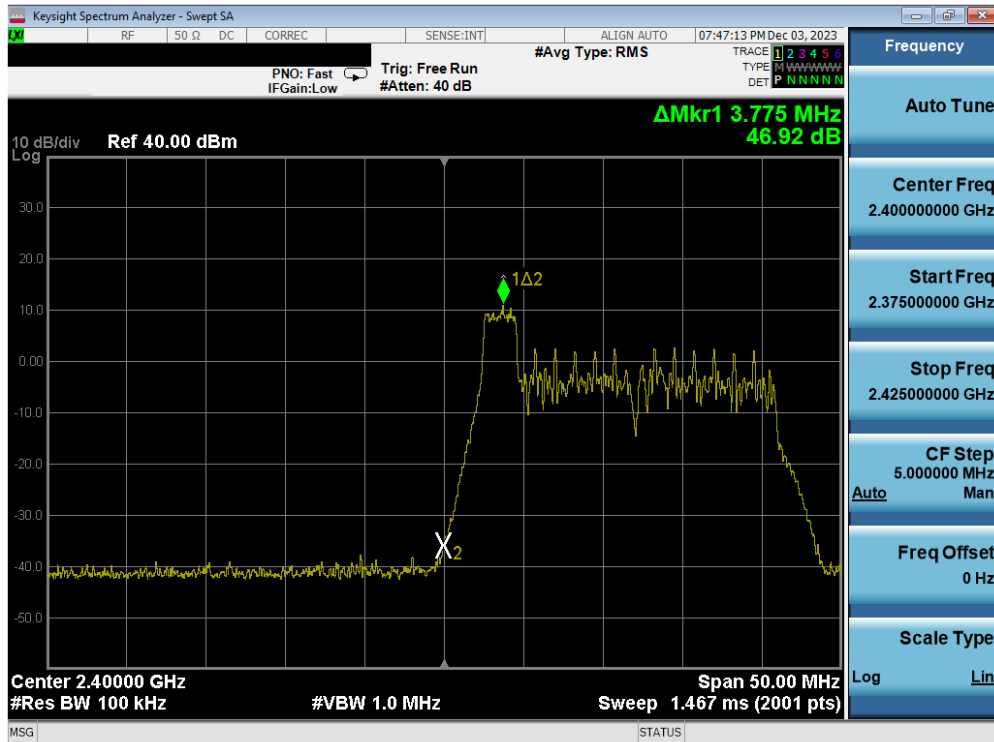 Keysight Spectrum Analyzer - Swept SA
LXI RF 50 Ω DC CORREC SENSE:INT ALIGN AUTO 07:47:13 PM Dec 03, 2023
#Avg Type: RMS
TRACE 1 2 3 4 5 6
TYPE M W W W W W
DET P N N N N N
PNO: Fast
IFGain:Low
Trig: Free Run
#Atten: 40 dB
ΔMkr1 3.775 MHz
46.92 dB
10 dB/div
Log
Ref 40.00 dBm
30.0
20.0
10.0
0.00
-10.0
-20.0
-30.0
-40.0
-50.0
1Δ2
2
Center 2.40000 GHz
Span 50.00 MHz
#Res BW 100 kHz
#VBW 1.0 MHz
Sweep 1.467 ms (2001 pts)
MSG
STATUS
Frequency
Auto Tune
Center Freq
2.400000000 GHz
Start Freq
2.375000000 GHz
Stop Freq
2.425000000 GHz
CF Step
5.000000 MHz
Auto Man
Freq Offset
0 Hz
Scale Type
Log Lin